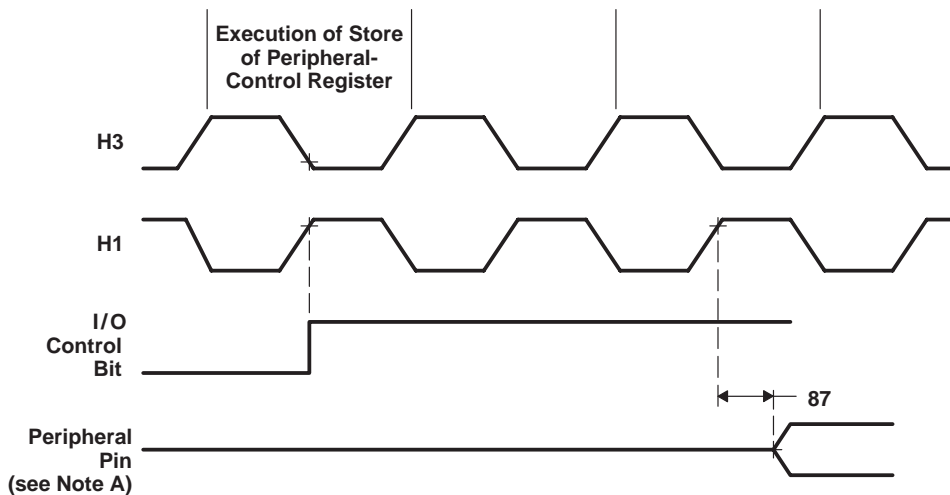 Execution of Store
of Peripheral-
Control Register
H3
H1
I/O
Control
Bit
87
Peripheral
Pin
(see Note A)